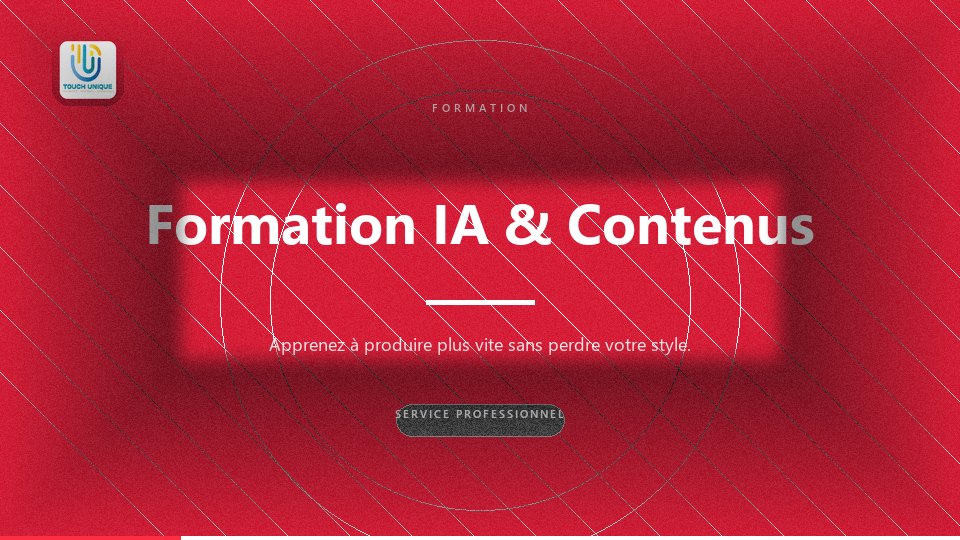 TOUCH UNIQUE
FORMATION
Formation IA & Contenus
Apprenez à produire plus vite sans perdre votre style.
SERVICE PROFESSIONNEL